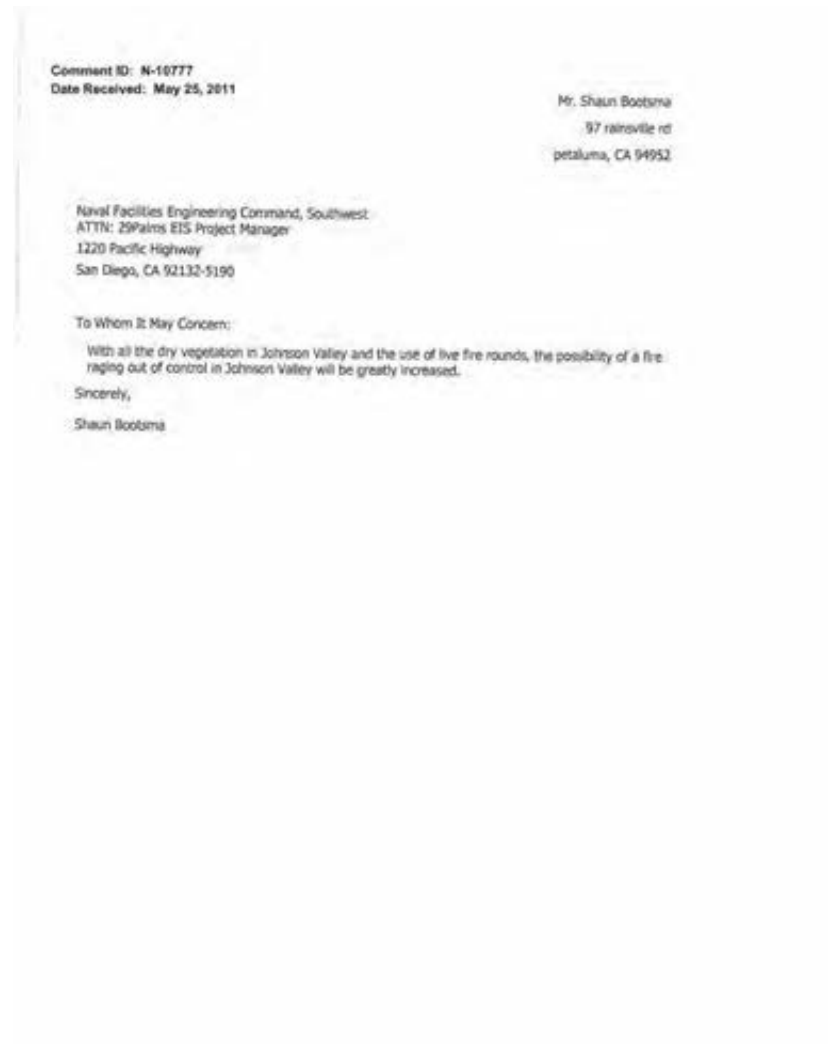 Comment ID: N-10777
Date Received: May 25, 2011
Mr. Shaun Bootsma
97 rainsville rd
petaluma, CA 94952
Naval Facilities Engineering Command, Southwest
ATTN: 29Palms EIS Project Manager
1220 Pacific Highway
San Diego, CA 92132-5190
To Whom It May Concern:
With all the dry vegetation in Johnson Valley and the use of live fire rounds, the possibility of a fire
raging out of control in Johnson Valley will be greatly increased.
Sincerely,
Shaun Bootsma